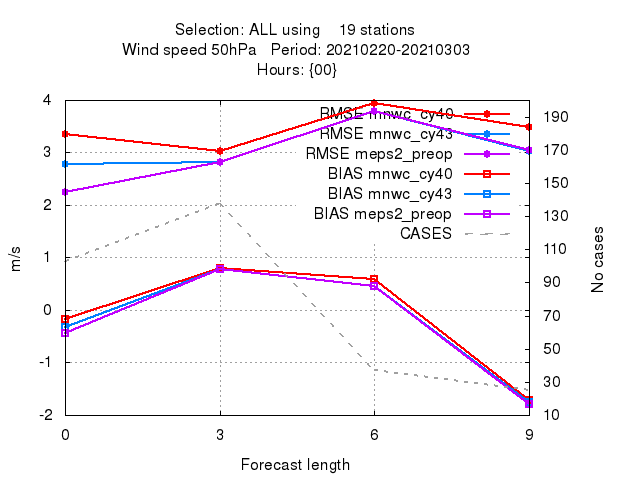 Selection: ALL using    19 stations
Wind speed 50hPa   Period: 20210220-20210303
Hours: {00}
RMSE mnwc_cy40
RMSE mnwc_cy43
RMSE meps2_preop
BIAS mnwc_cy40
BIAS mnwc_cy43
BIAS meps2_preop
CASES
4
3
2
1
0
-1
-2
m/s
190
170
150
130
110
90
70
50
30
10
No cases
0 3 6 9
Forecast length